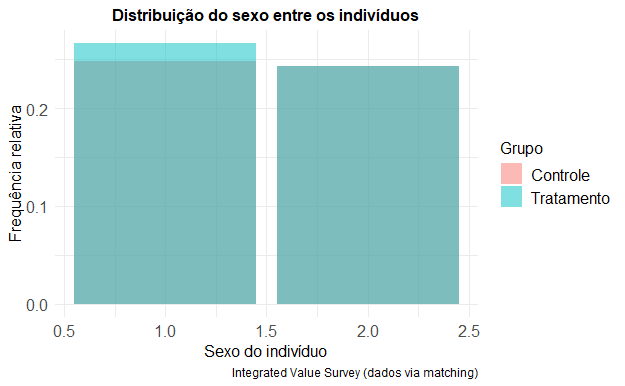 Distribuição do sexo entre os indivíduos
Frequência relativa
0.2
0.1
0.0
0.5
1.0
1.5
2.0
2.5
Sexo do indivíduo
Grupo
Controle
Tratamento
Integrated Value Survey (dados via matching)